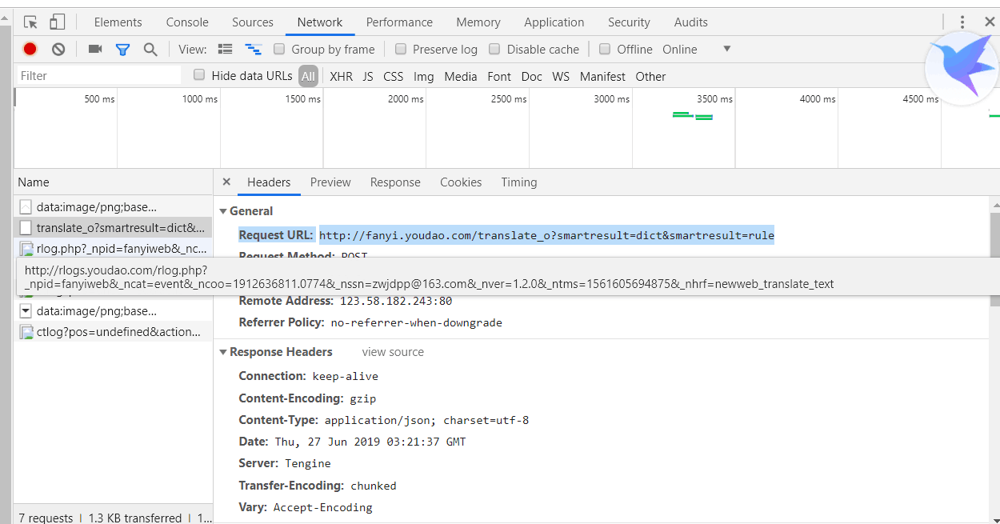 Elements Console Sources Network Performance Memory Application Security Audits
View: Group by frame Preserve log Disable cache Offline Online
Filter Hide data URLs All XHR JS CSS Img Media Font Doc WS Manifest Other
500 ms 1000 ms 1500 ms 2000 ms 2500 ms 3000 ms 3500 ms 4000 ms 4500 ms
Name
data:image/png;base...
translate_o?smartresult=dict&...
rlog.php?_npid=fanyiweb&_nc...
data:image/png;base...
ctlog?pos=undefined&action...
7 requests 1.3 KB transferred 1...
Headers Preview Response Cookies Timing
General
Request URL: http://fanyi.youdao.com/translate_o?smartresult=dict&smartresult=rule
Request Method: POST
http://rlogs.youdao.com/rlog.php?
_npid=fanyiweb&_ncat=event&_ncoo=1912636811.0774&_nssn=zwjdpp@163.com&_nver=1.2.0&_ntms=1561605694875&_nhrf=newweb_translate_text
Remote Address: 123.58.182.243:80
Referrer Policy: no-referrer-when-downgrade
Response Headers view source
Connection: keep-alive
Content-Encoding: gzip
Content-Type: application/json; charset=utf-8
Date: Thu, 27 Jun 2019 03:21:37 GMT
Server: Tengine
Transfer-Encoding: chunked
Vary: Accept-Encoding